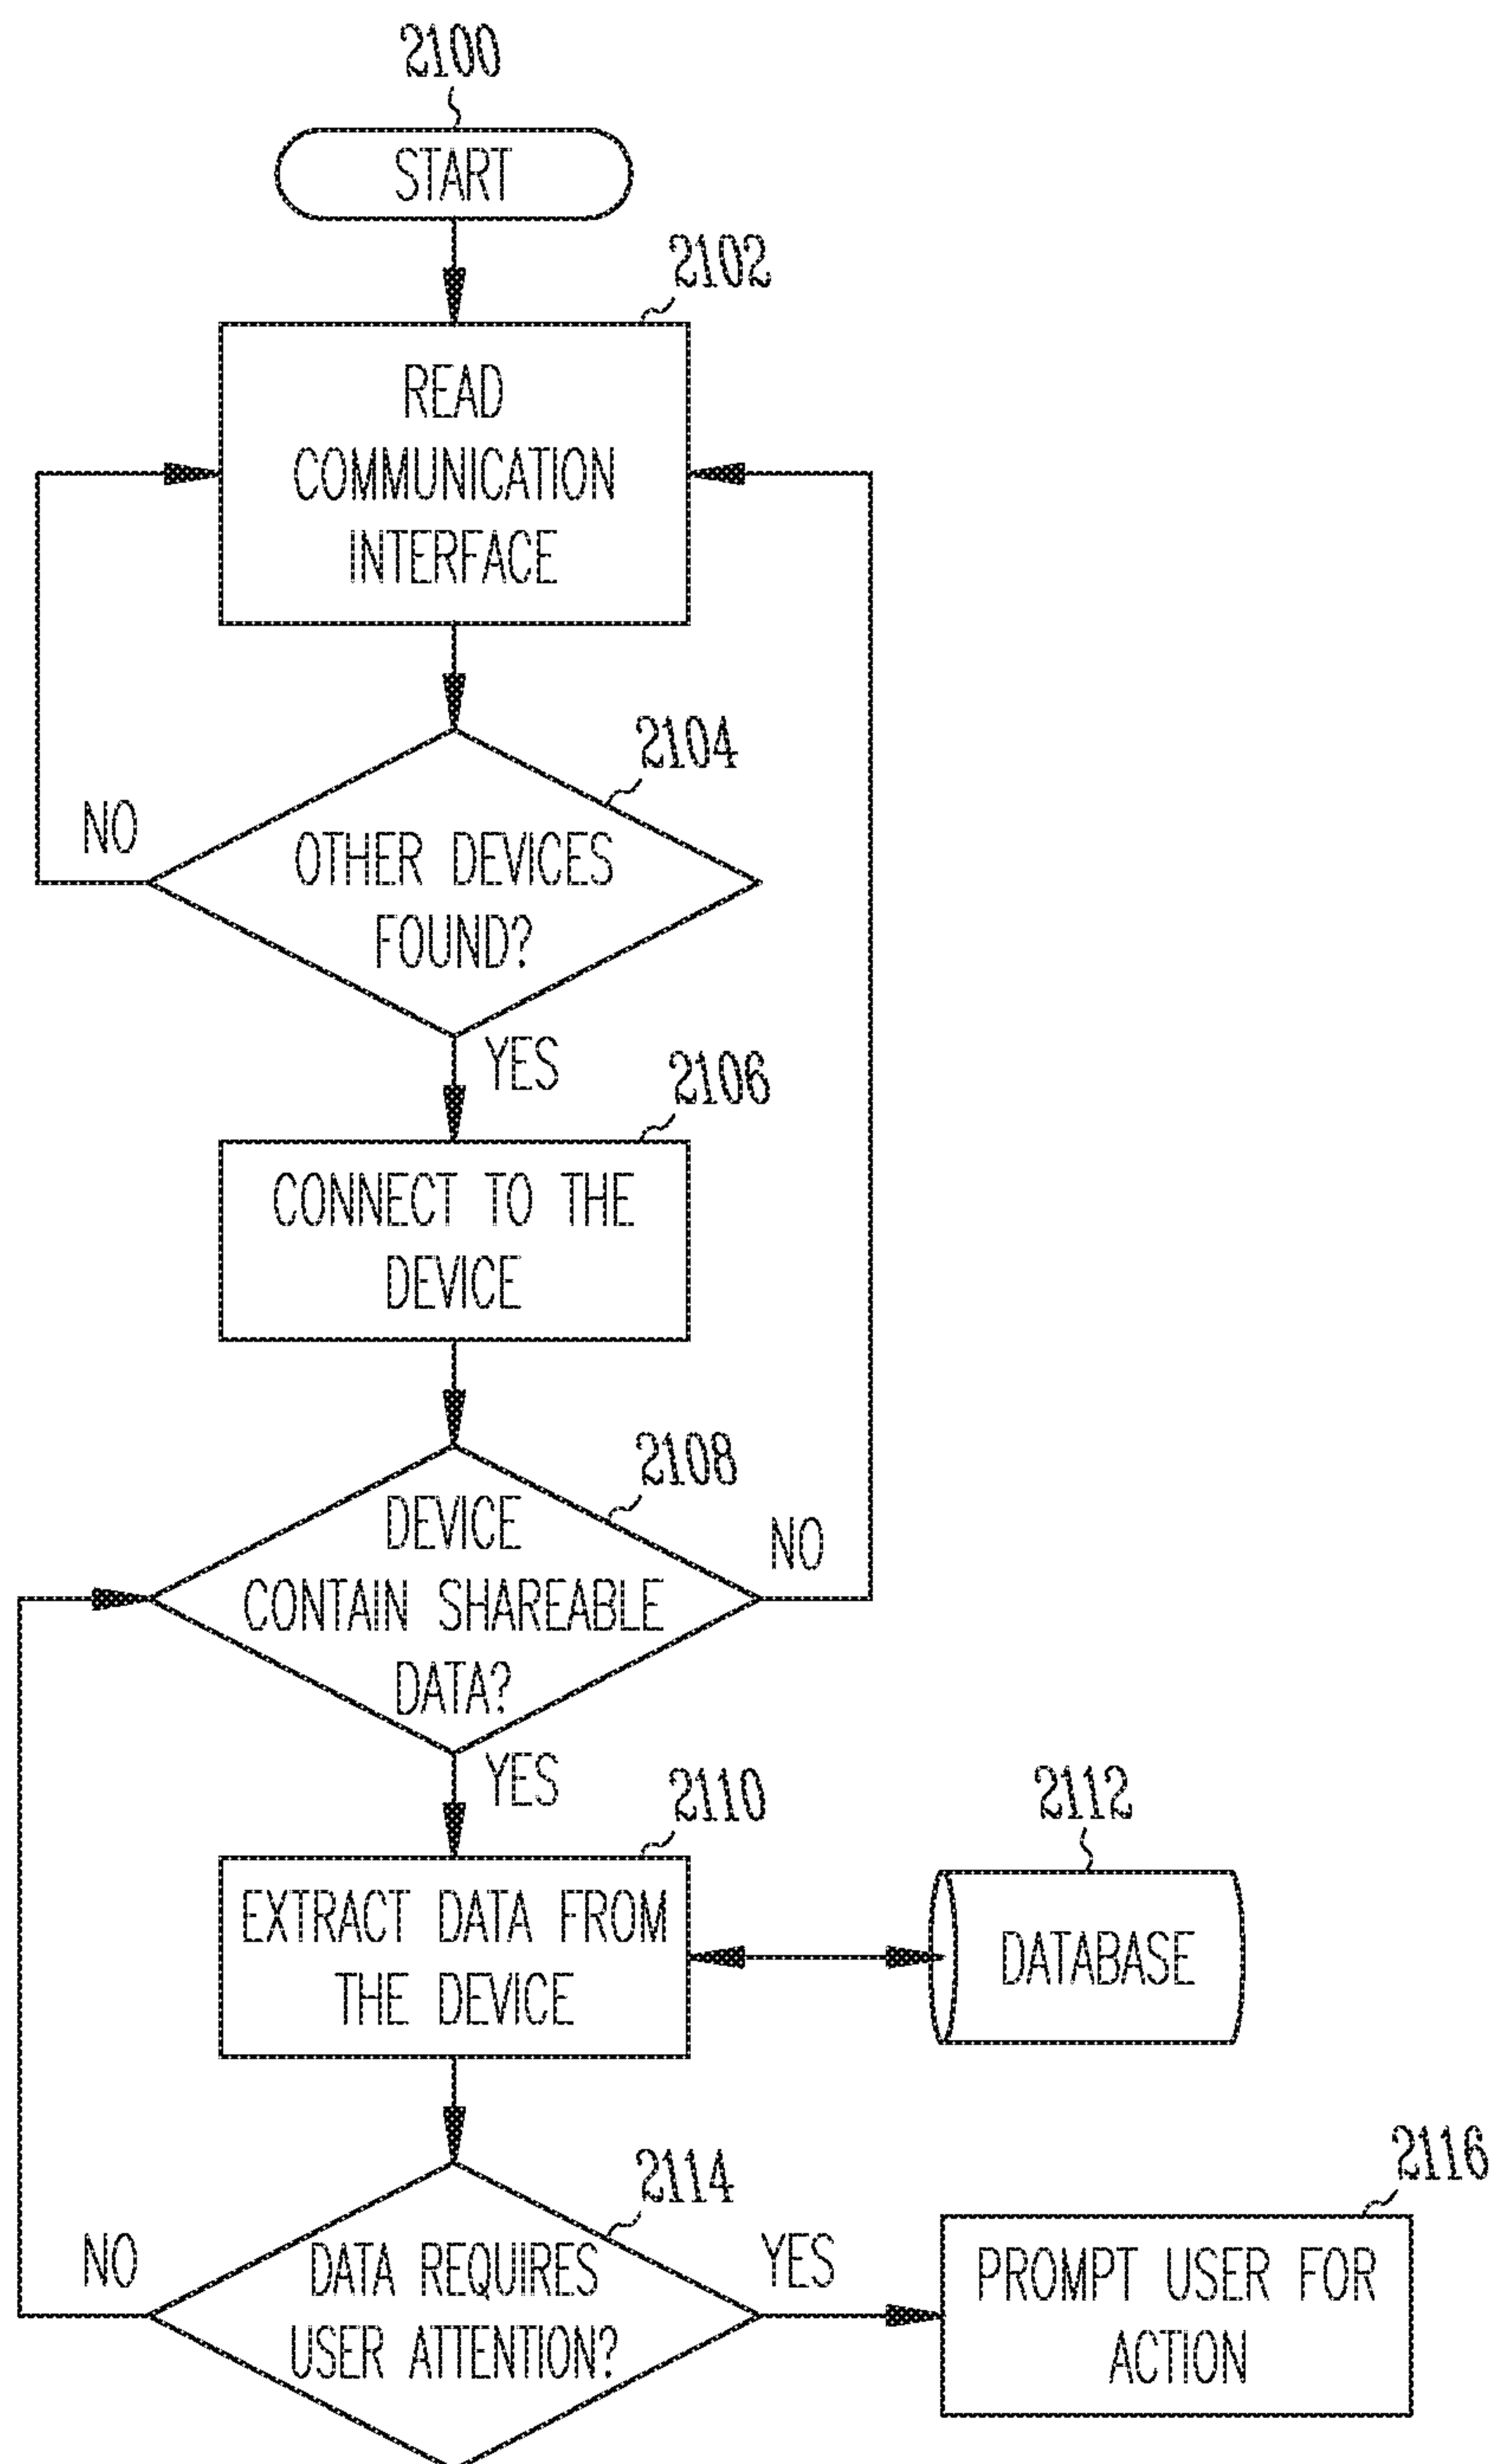 2100
START
2102
READ
COMMUNICATION
INTERFACE
2104
NO
OTHER DEVICES
FOUND?
YES
2106
CONNECT TO THE
DEVICE
2108
DEVICE
NO
CONTAIN SHAREABLE
DATA?
YES
2110
2112
EXTRACT DATA FROM
THE DEVICE
DATABASE
2114
2116
NO
DATA REQUIRES
USER ATTENTION?
YES
PROMPT USER FOR
ACTION